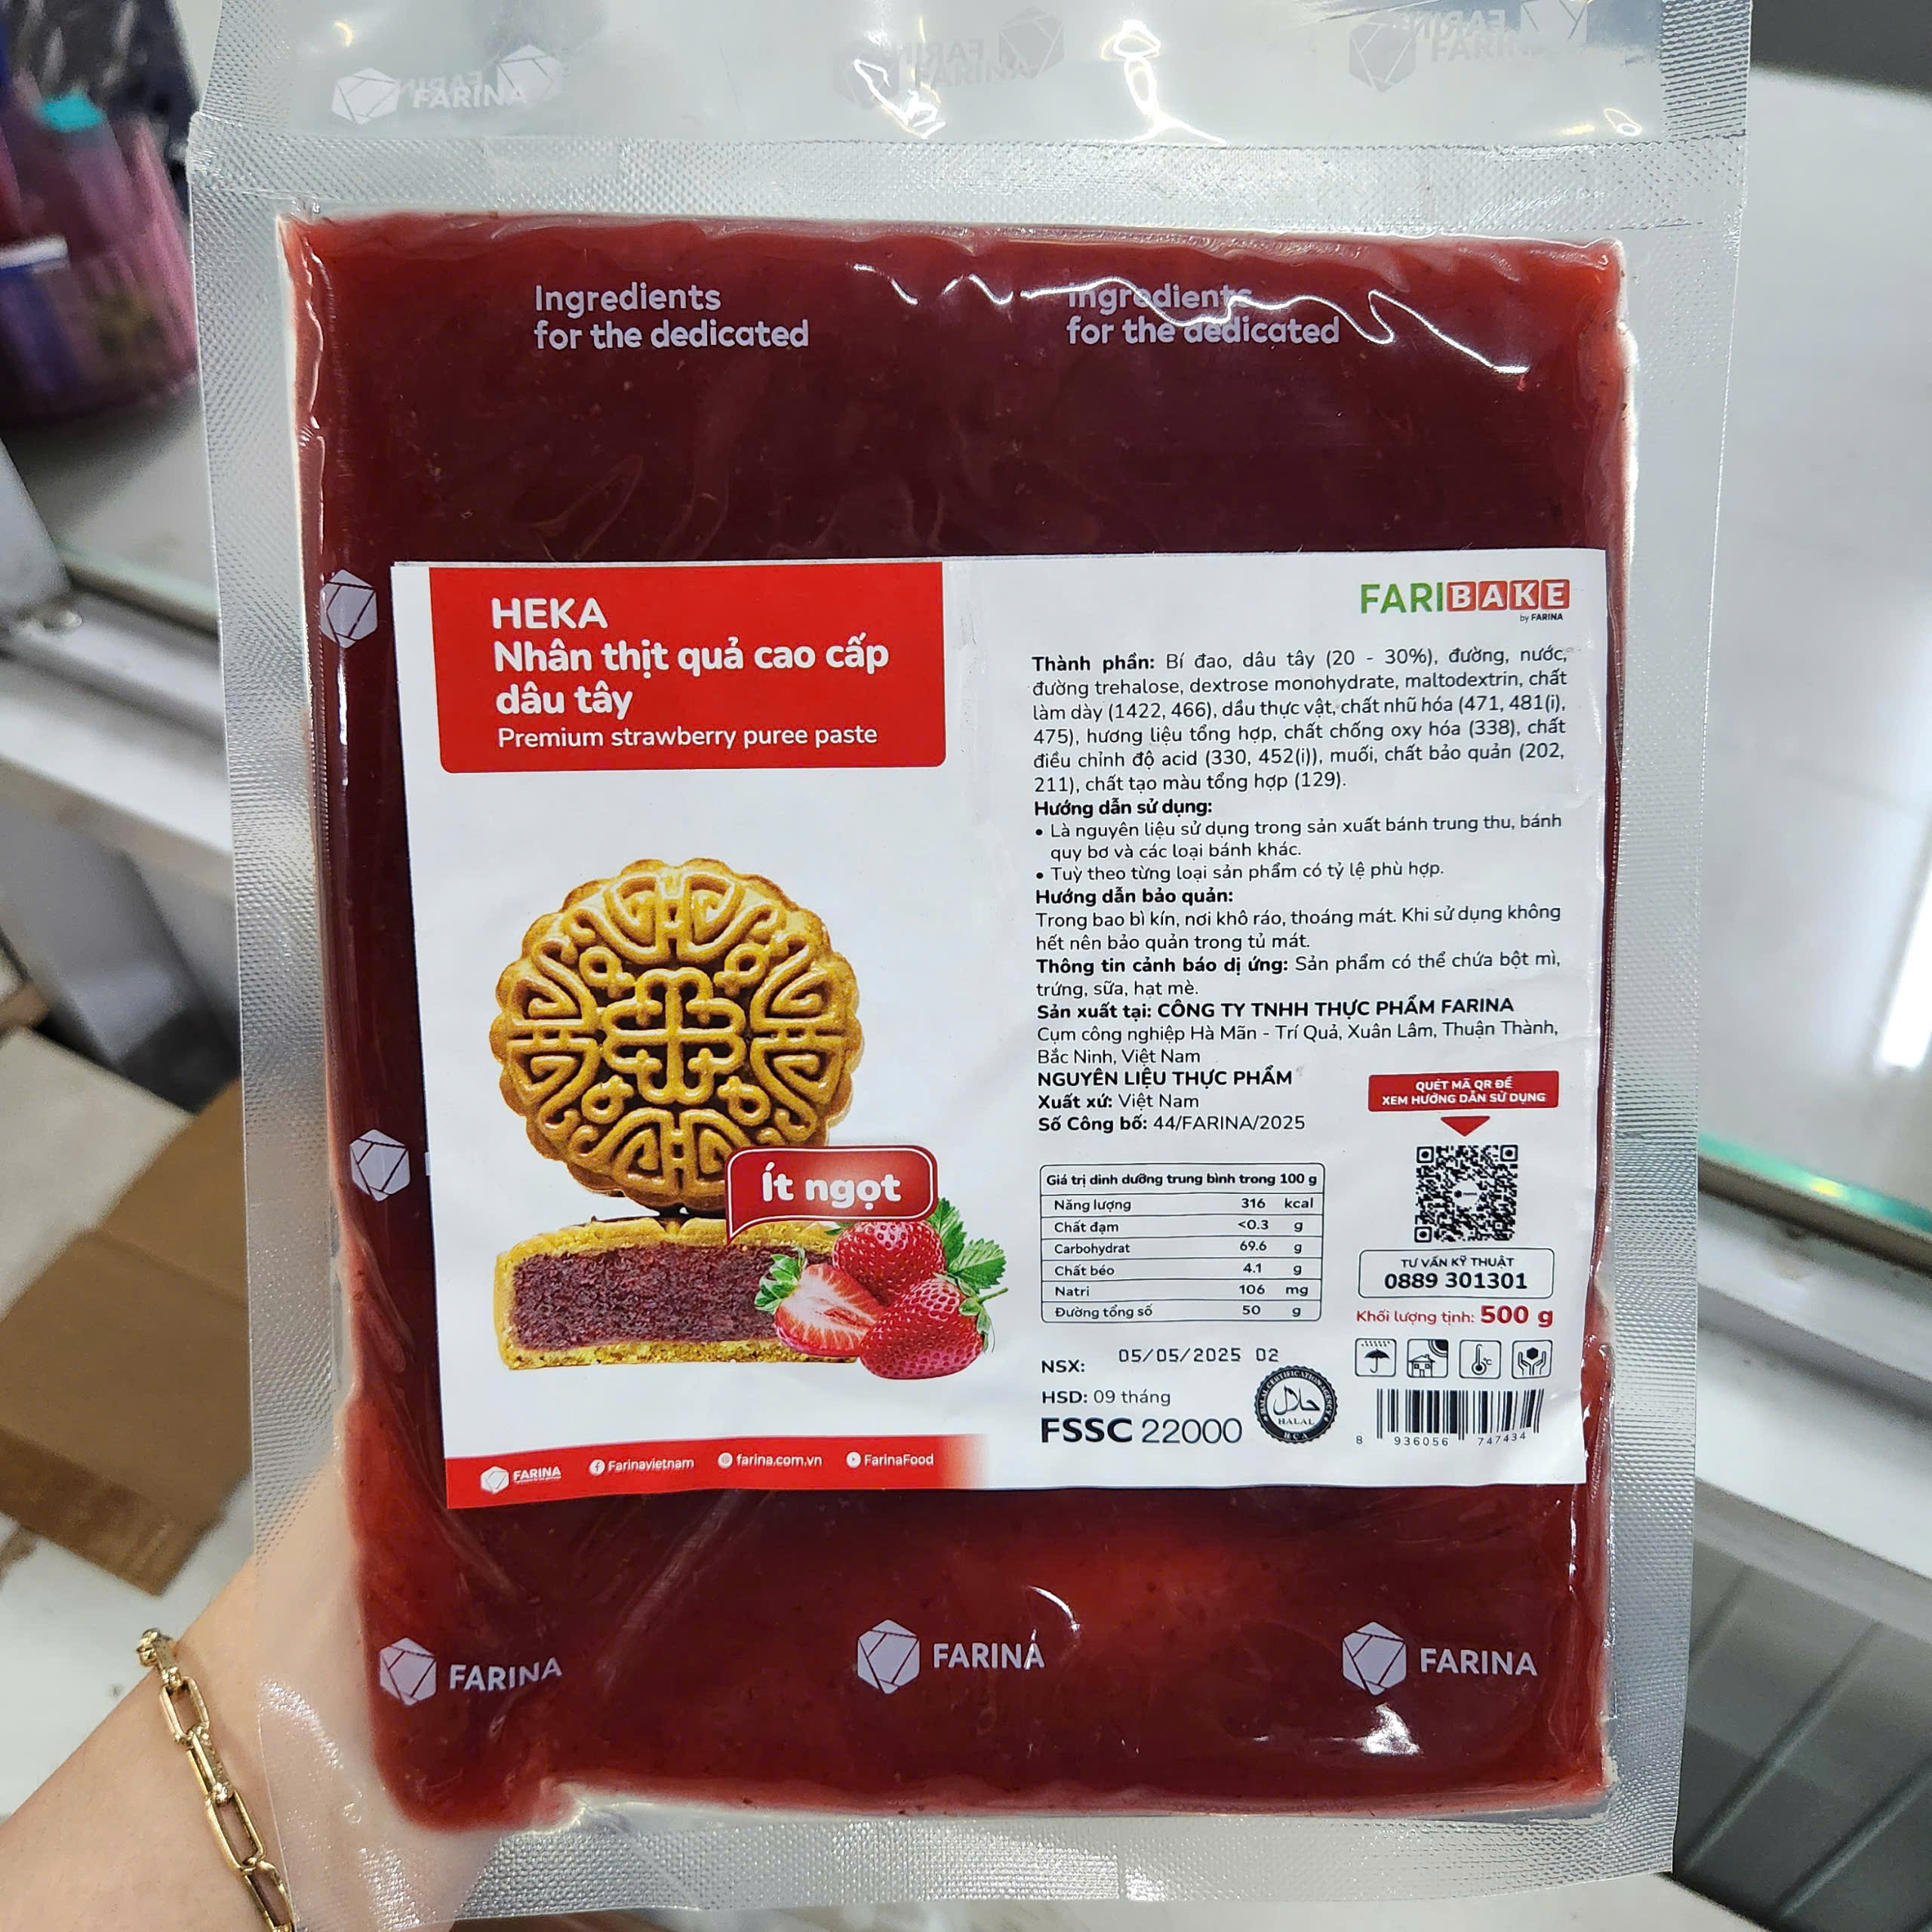 FARINA
FARINA
FARINA
Ingredients
for the dedicated
Ingredients
for the dedicated
HEKA
Nhân thịt quả cao cấp
dâu tây
Premium strawberry puree paste
Ít ngọt
FARINA
Farinavietnam
farina.com.vn
FarinaFood
FARIBAKE
by FARINA
Thành phần: Bí đao, dâu tây (20 - 30%), đường, nước,
đường trehalose, dextrose monohydrate, maltodextrin, chất
làm dày (1422, 466), dầu thực vật, chất nhũ hóa (471, 481(i),
475), hương liệu tổng hợp, chất chống oxy hóa (338), chất
điều chỉnh độ acid (330, 452(i)), muối, chất bảo quản (202,
211), chất tạo màu tổng hợp (129).
Hướng dẫn sử dụng:
• Là nguyên liệu sử dụng trong sản xuất bánh trung thu, bánh
quy bơ và các loại bánh khác.
• Tuỳ theo từng loại sản phẩm có tỷ lệ phù hợp.
Hướng dẫn bảo quản:
Trong bao bì kín, nơi khô ráo, thoáng mát. Khi sử dụng không
hết nên bảo quản trong tủ mát.
Thông tin cảnh báo dị ứng: Sản phẩm có thể chứa bột mì,
trứng, sữa, hạt mè.
Sản xuất tại: CÔNG TY TNHH THỰC PHẨM FARINA
Cụm công nghiệp Hà Mãn - Trí Quả, Xuân Lâm, Thuận Thành,
Bắc Ninh, Việt Nam
NGUYÊN LIỆU THỰC PHẨM
Xuất xứ: Việt Nam
Số Công bố: 44/FARINA/2025
QUÉT MÃ QR ĐỂ
XEM HƯỚNG DẪN SỬ DỤNG
Giá trị dinh dưỡng trung bình trong 100 g
Năng lượng 316 kcal
Chất đạm <0.3 g
Carbohydrat 69.6 g
Chất béo 4.1 g
Natri 106 mg
Đường tổng số 50 g
TƯ VẤN KỸ THUẬT
0889 301301
Khối lượng tịnh: 500 g
NSX: 05/05/2025 02
HSD: 09 tháng
FSSC 22000
HALAL CERTIFICATION AGENCY
حلال
HALAL
HCA
8 936056 747434
FARINA
FARINA
FARINA